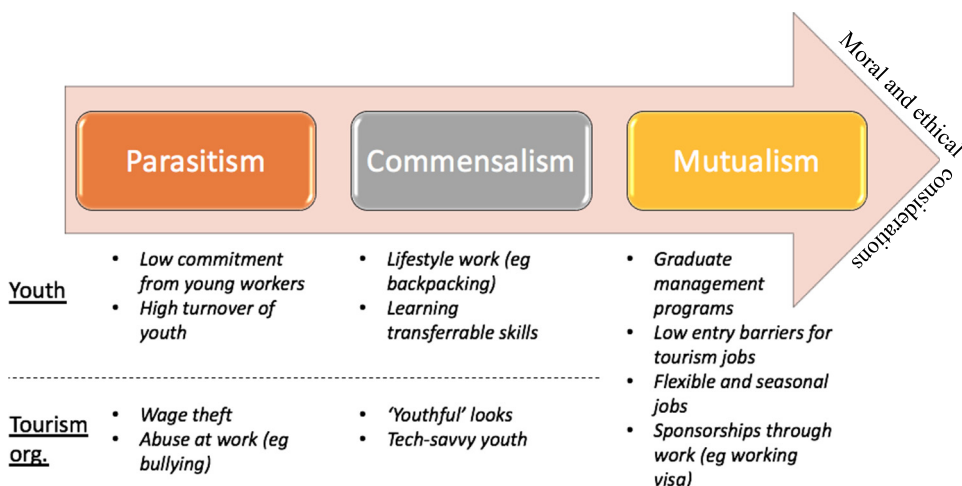 Moral and ethical
considerations
Parasitism
Commensalism
Mutualism
Youth
• Low commitment
from young workers
• High turnover of
youth
• Lifestyle work (eg
backpacking)
• Learning
transferrable skills
• Graduate
management
programs
• Low entry barriers for
tourism jobs
• Flexible and seasonal
jobs
• Sponsorships through
work (eg working
visa)
Tourism
org.
• Wage theft
• Abuse at work (eg
bullying)
• ‘Youthful’ looks
• Tech-savvy youth